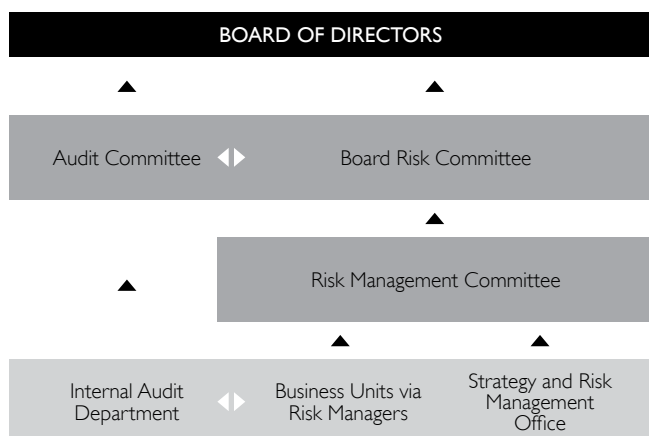 BOARD OF DIRECTORS
Audit Committee
Board Risk Committee
Risk Management Committee
Internal Audit
Department
Business Units via
Risk Managers
Strategy and Risk
Management
Office